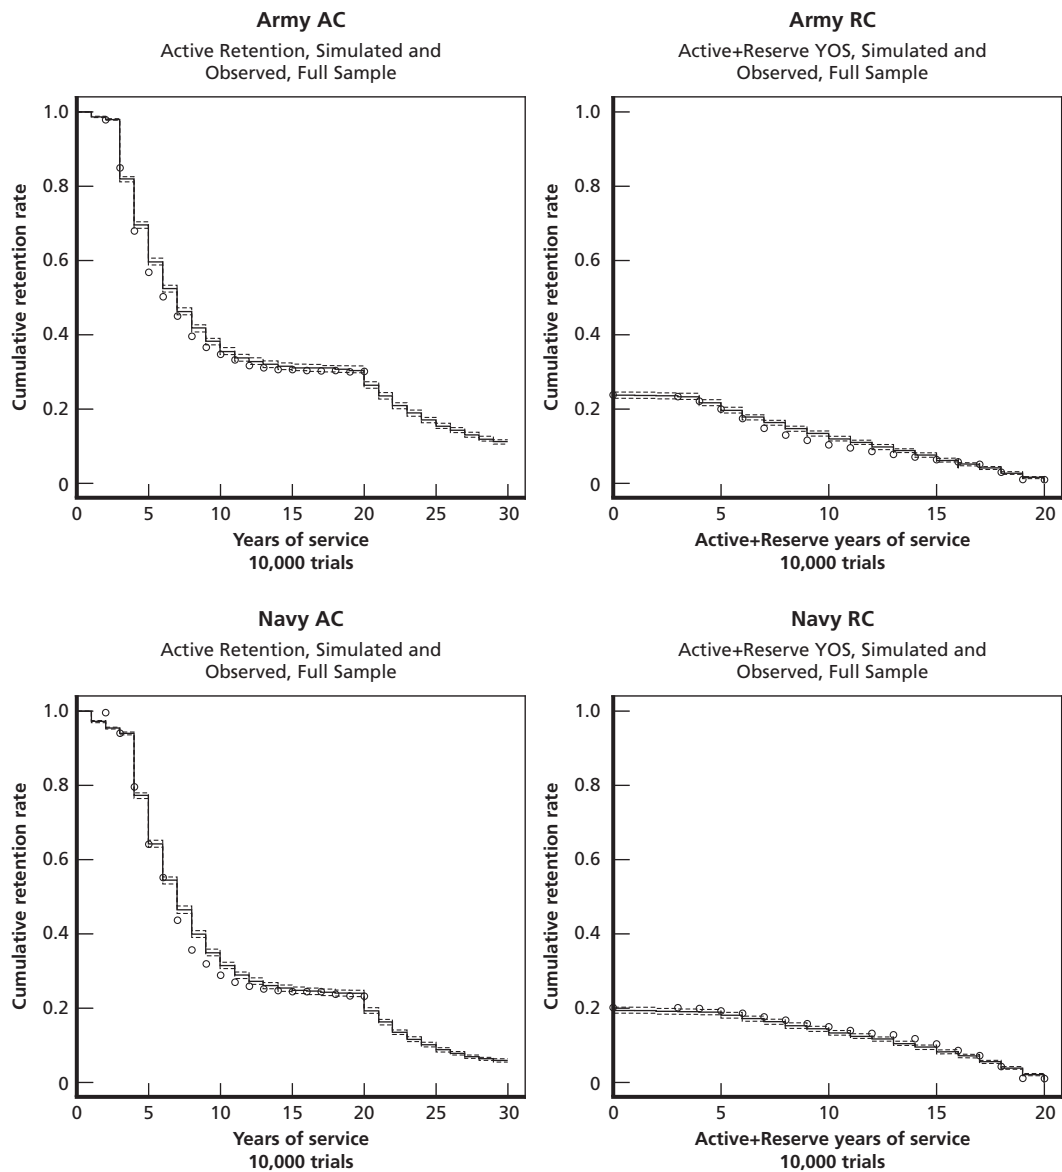 Army AC
Active Retention, Simulated and
Observed, Full Sample
Cumulative retention rate
1.0
0.8
0.6
0.4
0.2
0
0 5 10 15 20 25 30
Years of service
10,000 trials
Army RC
Active+Reserve YOS, Simulated and
Observed, Full Sample
Cumulative retention rate
1.0
0.8
0.6
0.4
0.2
0
0 5 10 15 20
Active+Reserve years of service
10,000 trials
Navy AC
Active Retention, Simulated and
Observed, Full Sample
Cumulative retention rate
1.0
0.8
0.6
0.4
0.2
0
0 5 10 15 20 25 30
Years of service
10,000 trials
Navy RC
Active+Reserve YOS, Simulated and
Observed, Full Sample
Cumulative retention rate
1.0
0.8
0.6
0.4
0.2
0
0 5 10 15 20
Active+Reserve years of service
10,000 trials